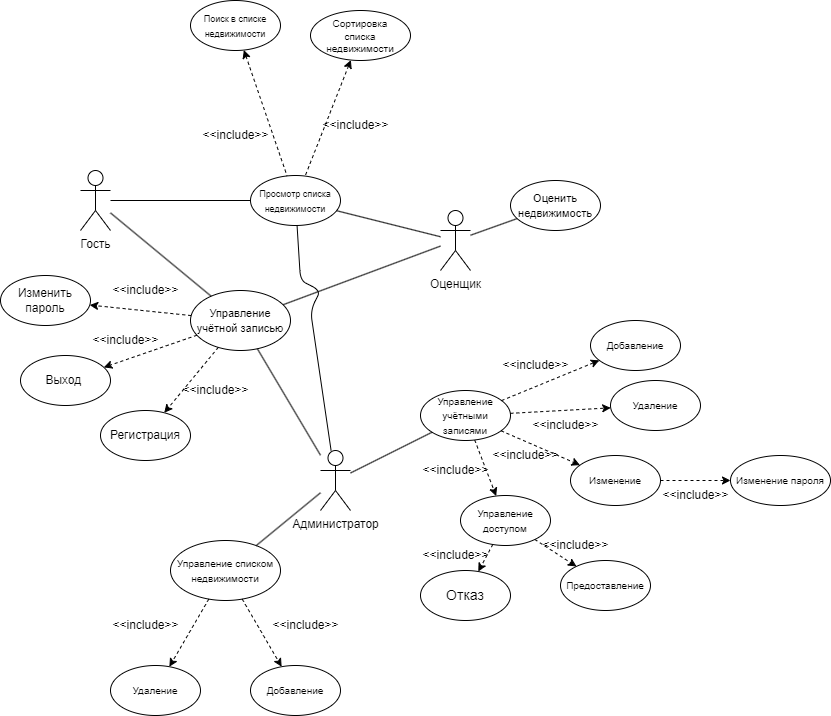 Поиск в списке
недвижимости
Сортировка
списка
недвижимости
<<include>>
<<include>>
Просмотр списка
недвижимости
Оценить
недвижимость
Гость
Оценщик
Изменить
пароль
<<include>>
Управление
учётной записью
<<include>>
Выход
<<include>>
Регистрация
Добавление
<<include>>
Управление
учётными
записями
Удаление
<<include>>
<<include>>
<<include>>
Изменение
<<include>>
Изменение пароля
Администратор
Управление
доступом
<<include>>
<<include>>
Отказ
Предоставление
Управление списком
недвижимости
<<include>>
<<include>>
Удаление
Добавление